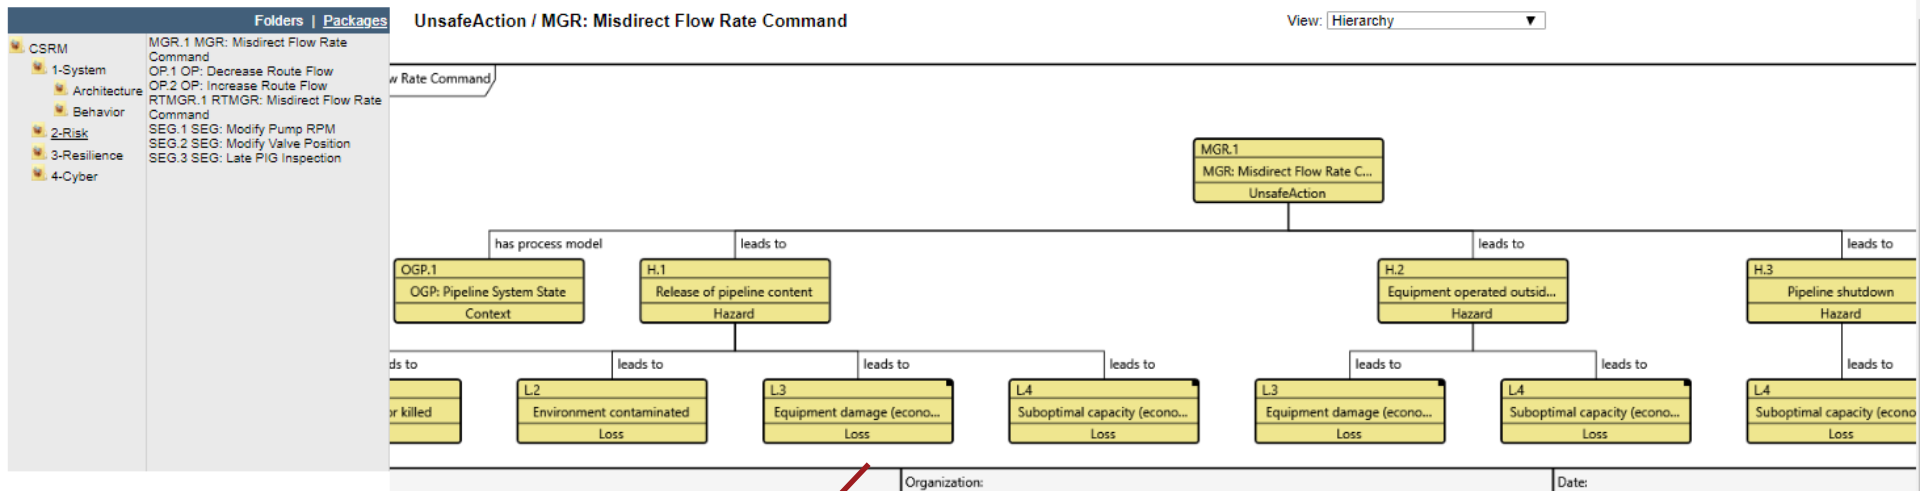 Folders | Packages
CSRM
1-System
Architecture
Behavior
2-Risk
3-Resilience
4-Cyber
MGR.1 MGR: Misdirect Flow Rate
Command
OP.1 OP: Decrease Route Flow
OP.2 OP: Increase Route Flow
RTMGR.1 RTMGR: Misdirect Flow Rate
Command
SEG.1 SEG: Modify Pump RPM
SEG.2 SEG: Modify Valve Position
SEG.3 SEG: Late PIG Inspection
UnsafeAction / MGR: Misdirect Flow Rate Command
View: Hierarchy
w Rate Command
MGR.1
MGR: Misdirect Flow Rate C...
UnsafeAction
has process model
leads to
leads to
leads to
OGP.1
OGP: Pipeline System State
Context
H.1
Release of pipeline content
Hazard
H.2
Equipment operated outsid...
Hazard
H.3
Pipeline shutdown
Hazard
ds to
leads to
leads to
leads to
leads to
leads to
leads to
or killed
L.2
Environment contaminated
Loss
L.3
Equipment damage (econo...
Loss
L.4
Suboptimal capacity (econo...
Loss
L.3
Equipment damage (econo...
Loss
L.4
Suboptimal capacity (econo...
Loss
L.4
Suboptimal capacity (econo
Loss
Organization:
Date: